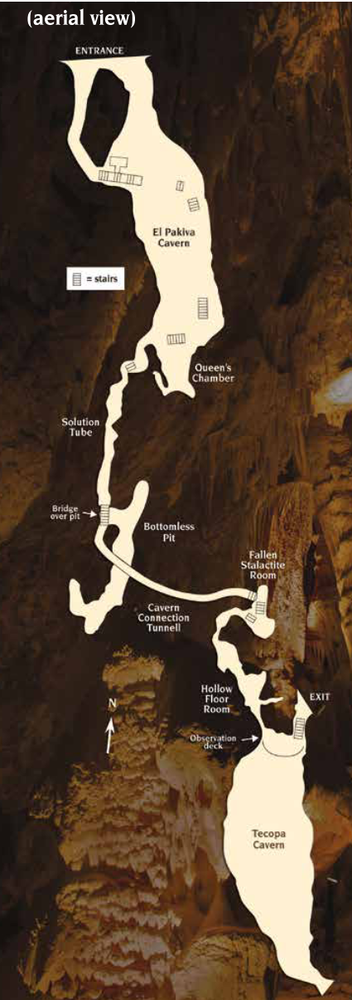 (aerial view)
ENTRANCE
El Pakiva
Cavern
= stairs
Queen's
Chamber
Solution
Tube
Bridge
over pit
Bottomless
Pit
Fallen
Stalactite
Room
Cavern
Connection
Tunnell
Hollow
Floor
Room
EXIT
N
Observation
deck
Tecopa
Cavern